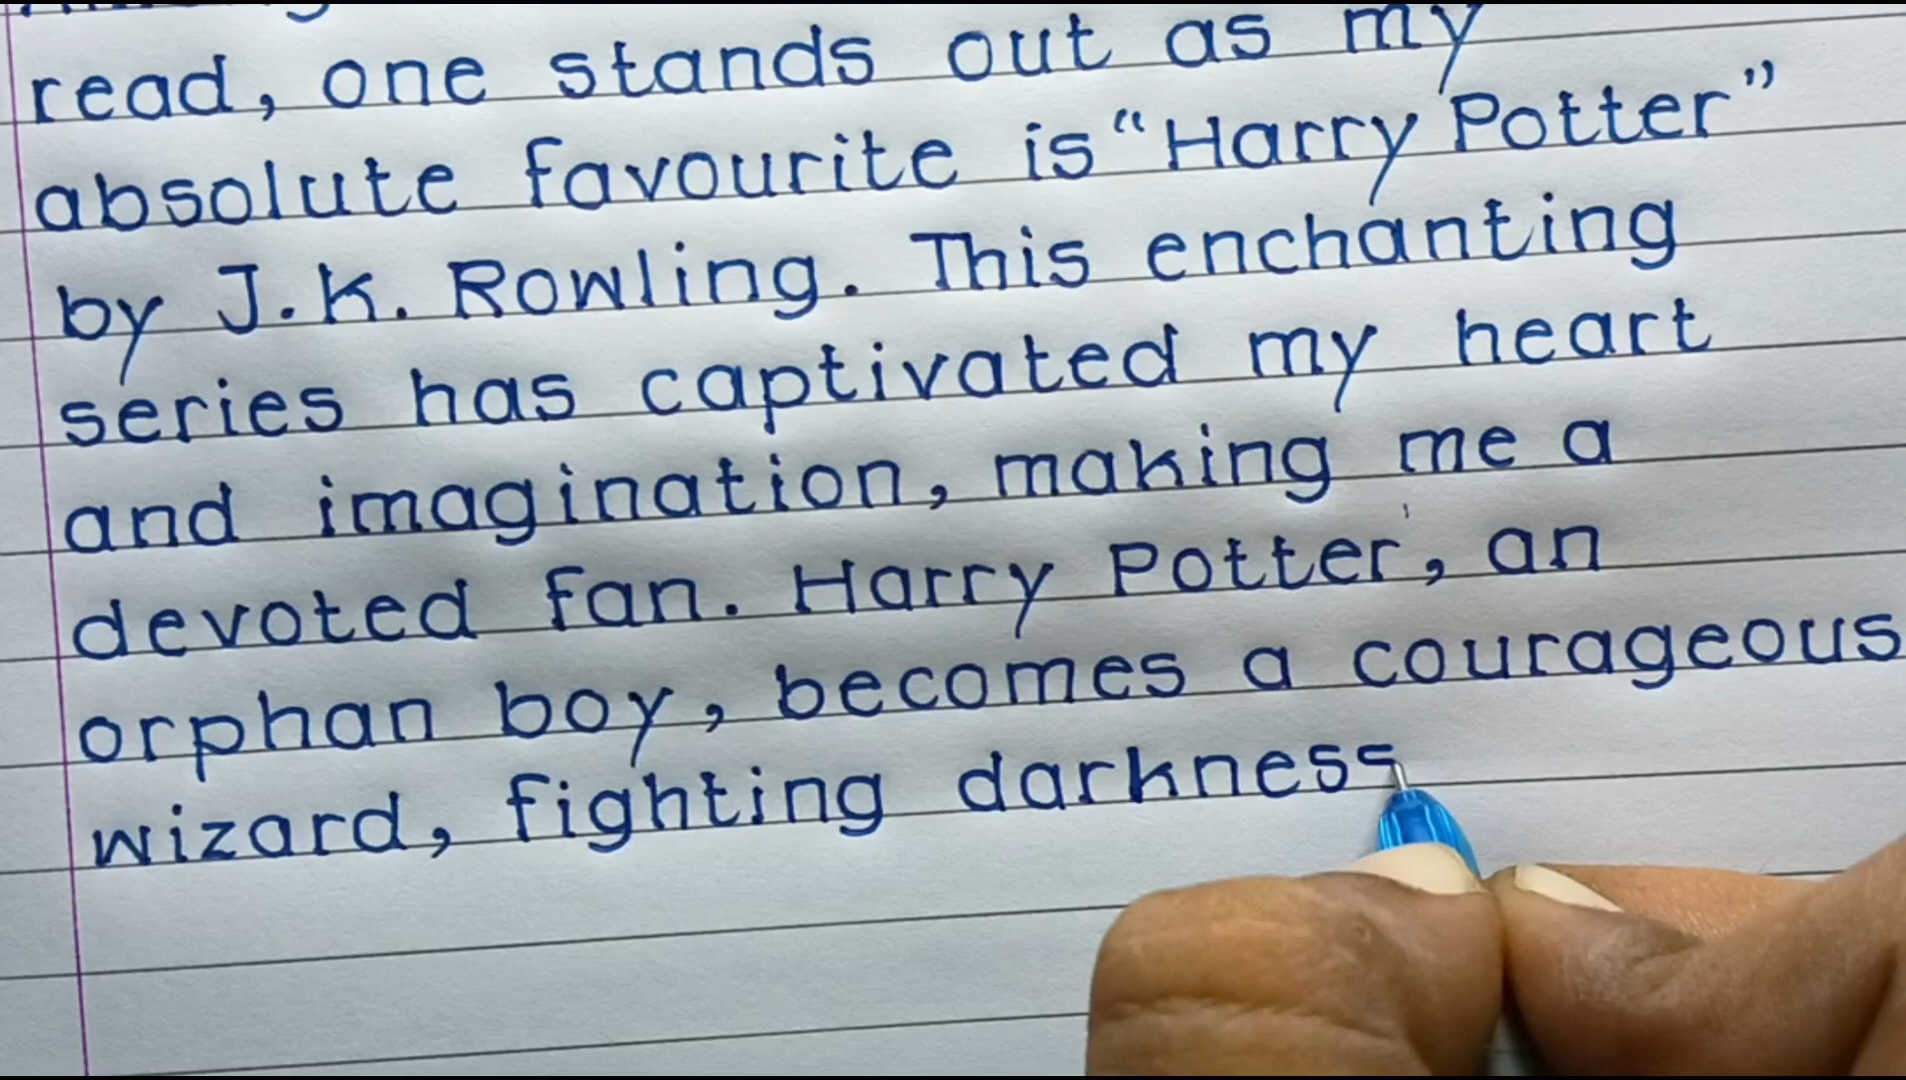 read, one stands out as my
absolute favourite is "Harry Potter"
by J.K. Rowling. This enchanting
series has captivated my heart
and imagination, making me a
devoted fan. Harry Potter, an
orphan boy, becomes a courageous
wizard, fighting darkness